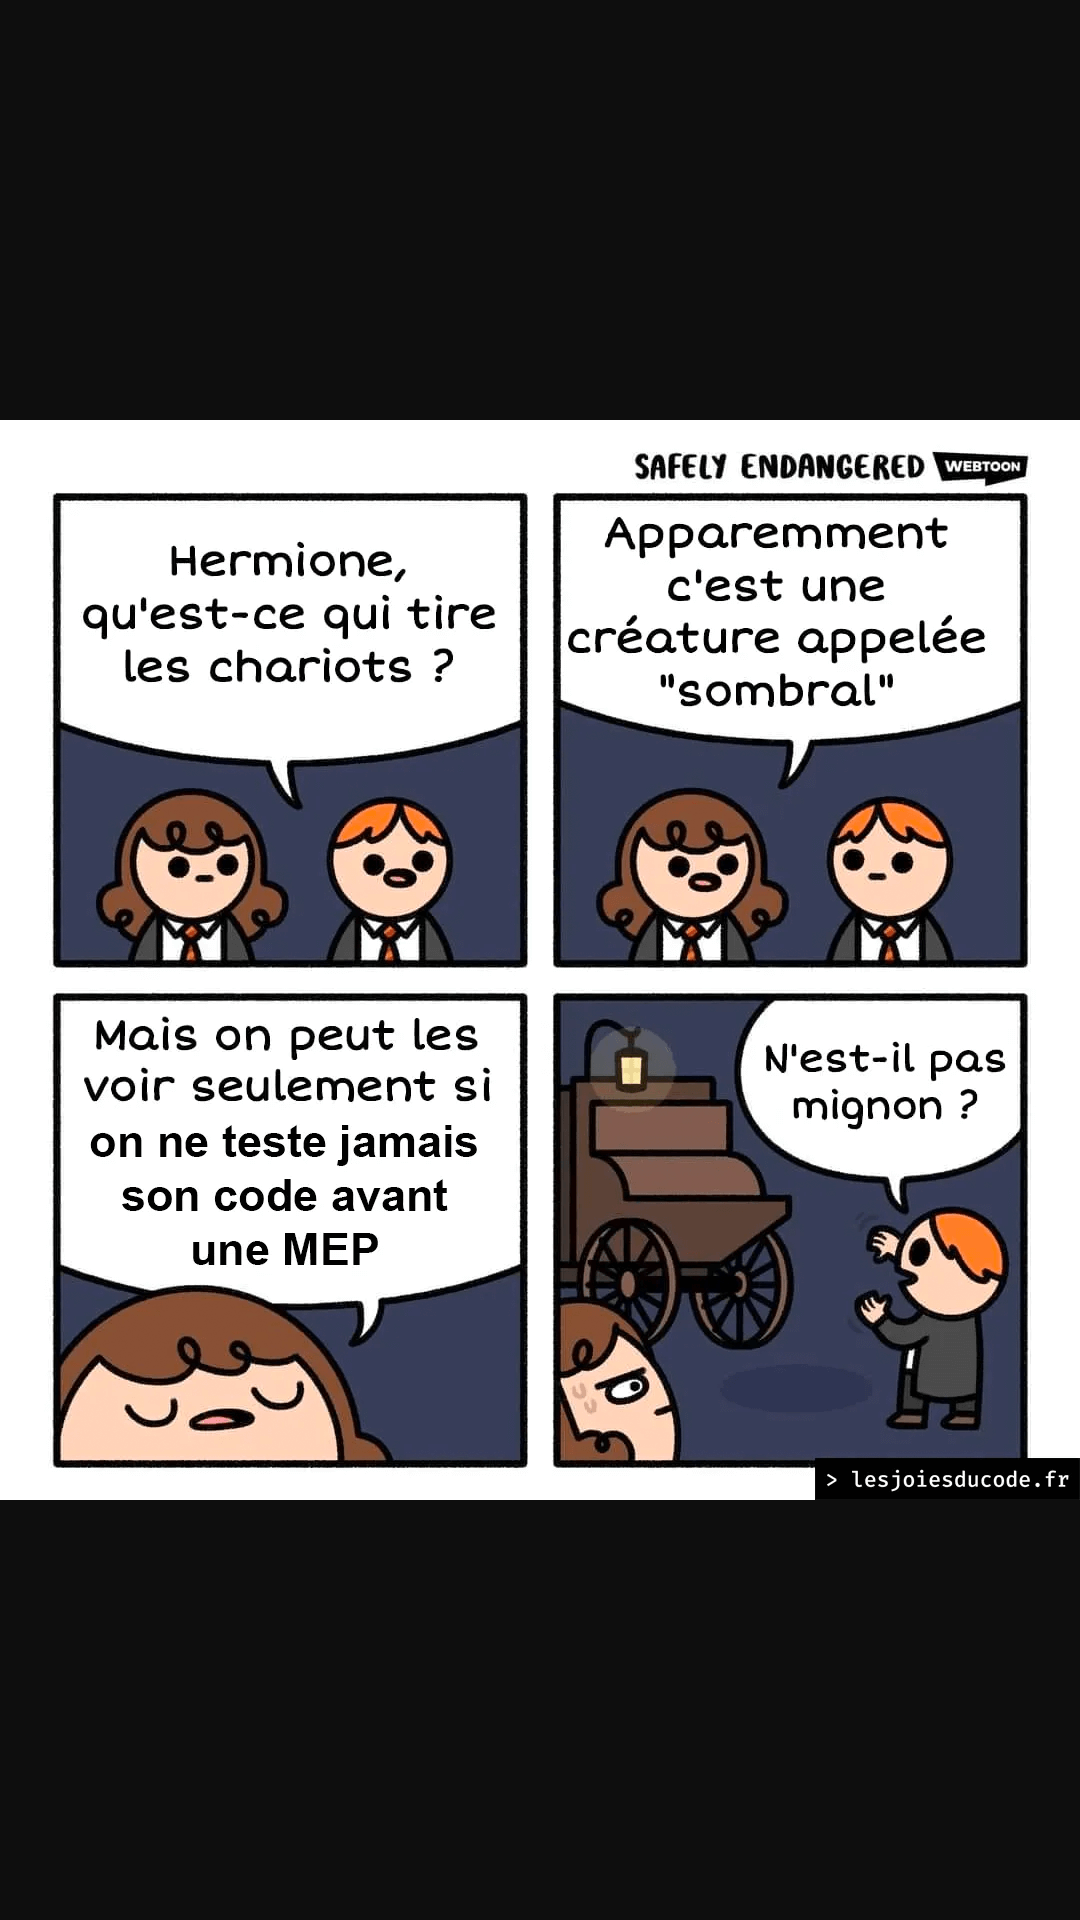 SAFELY ENDANGERED WEBTOON
Hermione,
qu'est-ce qui tire
les chariots ?
Apparemment
c'est une
créature appelée
"sombral"
Mais on peut les
voir seulement si
on ne teste jamais
son code avant
une MEP
N'est-il pas
mignon ?
> lesjoiesducode.fr